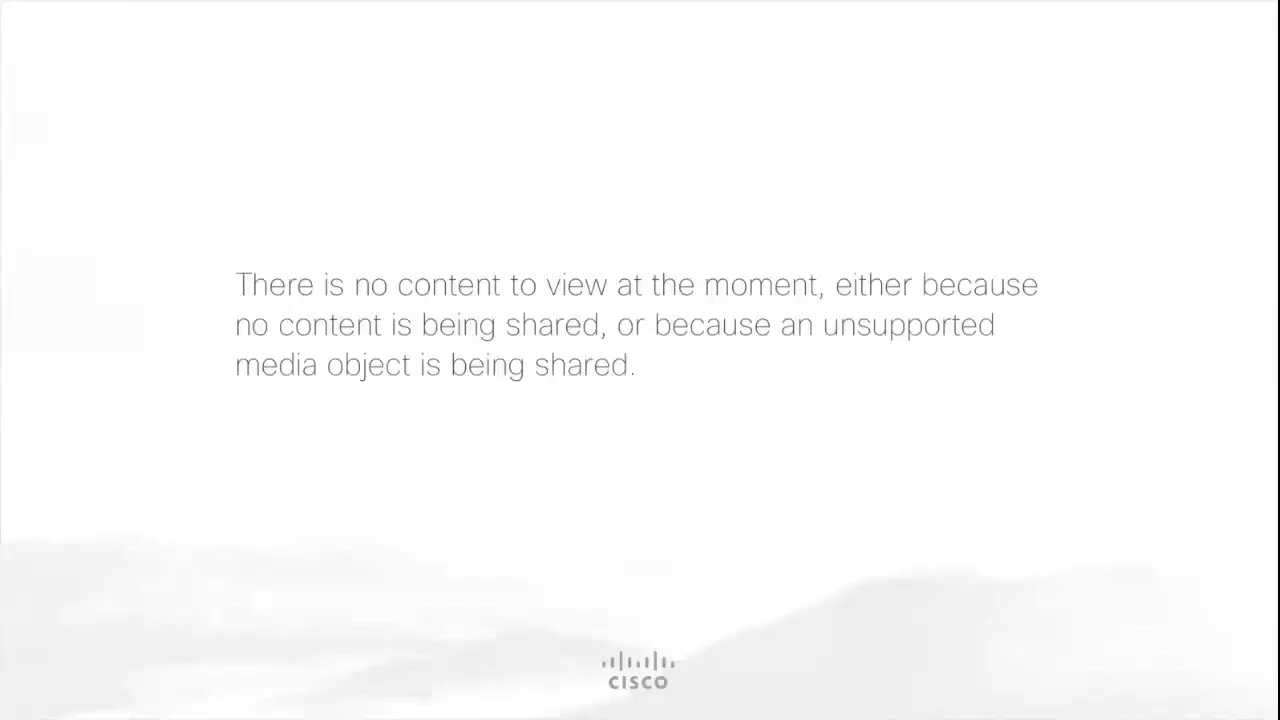 There is no content to view at the moment, either because
no content is being shared, or because an unsupported
media object is being shared.
CISCO